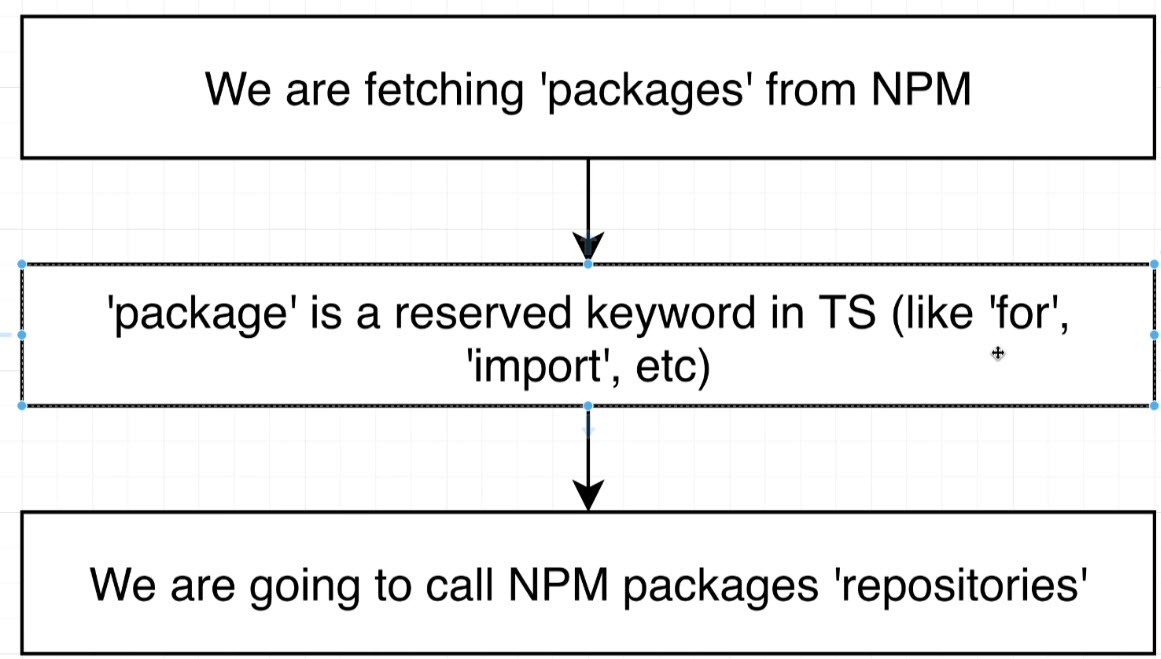 We are fetching 'packages' from NPM
'package' is a reserved keyword in TS (like 'for',
'import', etc)
We are going to call NPM packages 'repositories'